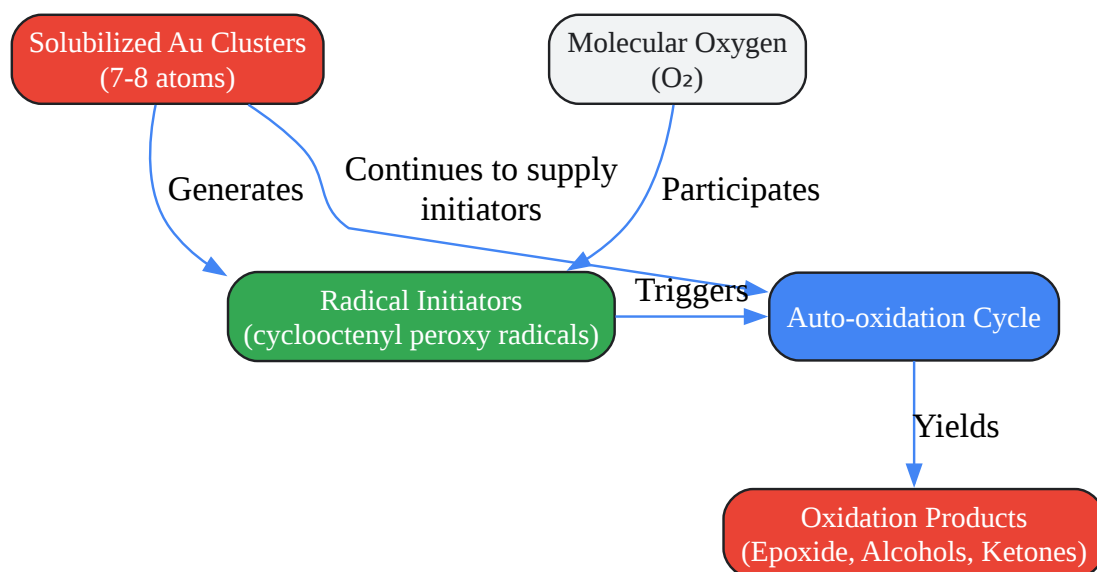 Solubilized Au Clusters
(7-8 atoms)
Molecular Oxygen
(O₂)
Generates
Continues to supply
initiators
Participates
Radical Initiators
(cyclooctenyl peroxy radicals)
Triggers
Auto-oxidation Cycle
Yields
Oxidation Products
(Epoxide, Alcohols, Ketones)